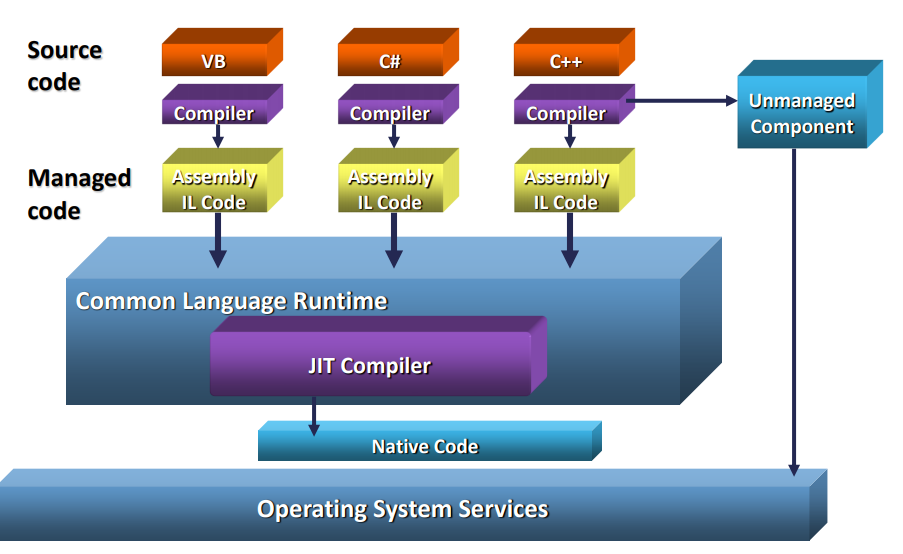 Source
code
VB
C#
C++
Compiler
Compiler
Compiler
Unmanaged
Component
Managed
code
Assembly
IL Code
Assembly
IL Code
Assembly
IL Code
Common Language Runtime
JIT Compiler
Native Code
Operating System Services